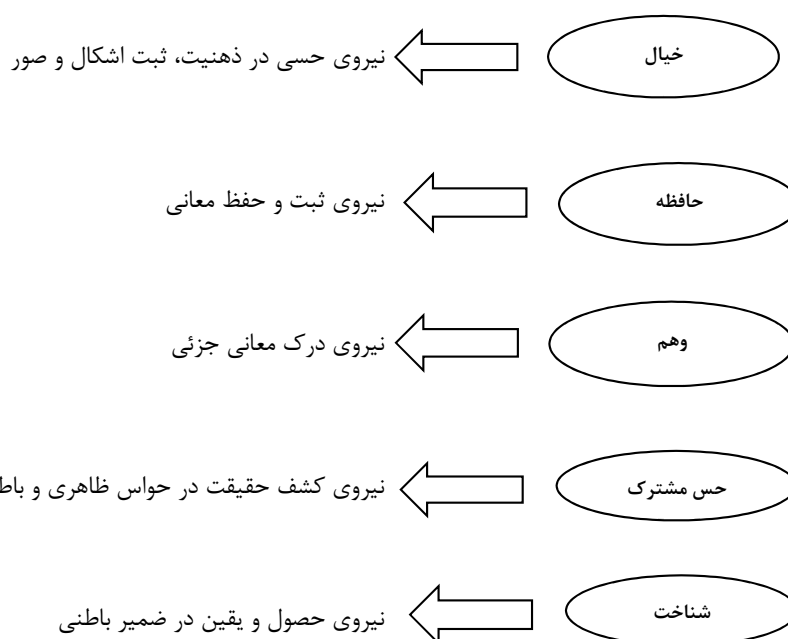 خیال
نیروی حسی در ذهنیت، ثبت اشکال و صور
حافظه
نیروی ثبت و حفظ معانی
وهم
نیروی درک معانی جزئی
حس مشترک
نیروی کشف حقیقت در حواس ظاهری و
شناخت
نیروی حصول و یقین در ضمیر باطنی